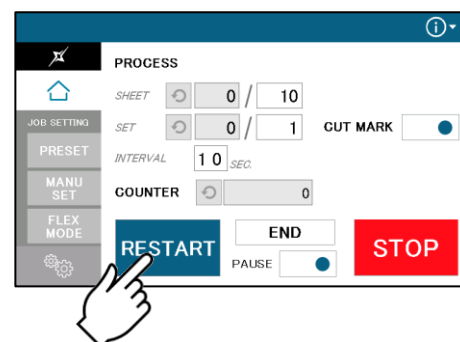 PROCESS
SHEET 0 / 10
JOB SETTING
SET 0 / 1 CUT MARK
PRESET
INTERVAL 10 SEC.
MANU
SET
COUNTER 0
FLEX
MODE
RESTART
END
PAUSE
STOP